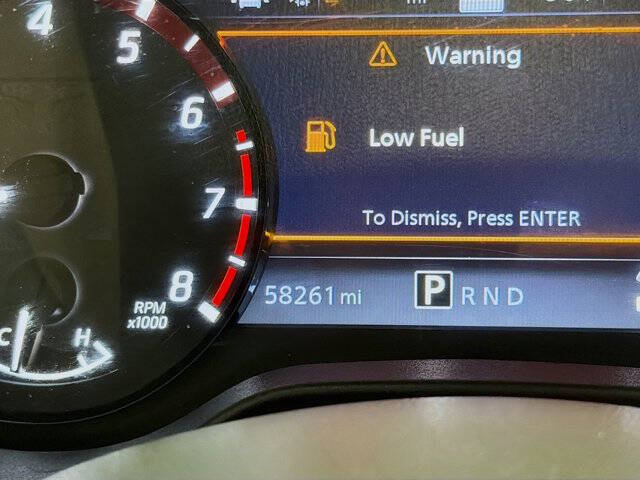 4
5
6
7
8
RPM
x1000
C H
Warning
Low Fuel
To Dismiss, Press ENTER
58261 mi P R N D